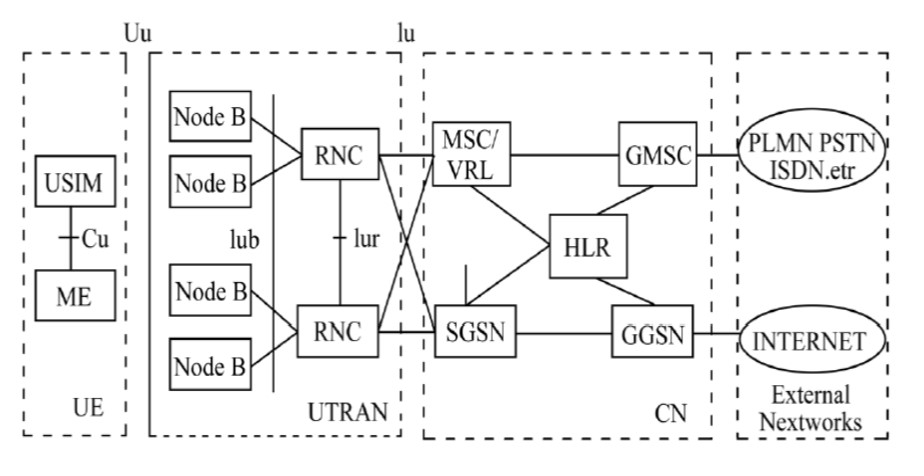 Uu
lu
USIM
Cu
ME
UE
Node B
Node B
lub
Node B
Node B
RNC
lur
RNC
UTRAN
MSC/
VRL
GMSC
HLR
SGSN
GGSN
CN
PLMN PSTN
ISDN.etr
INTERNET
External
Nextworks